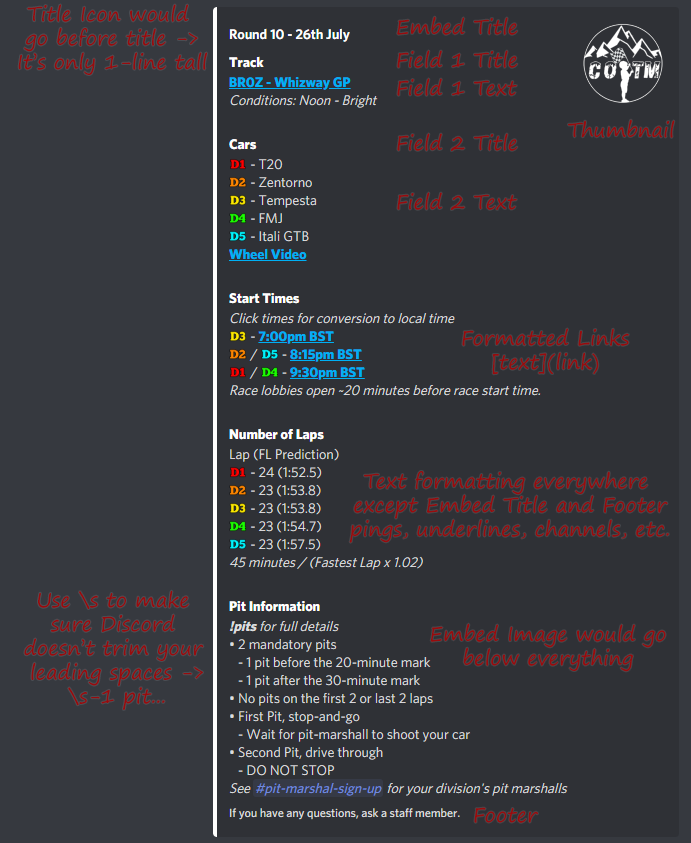 Title Icon would
go before title ->
It's only 1-line tall
Round 10 - 26th July
Embed Title
Track
Field 1 Title
BR0Z - Whizway GP
Field 1 Text
Conditions: Noon - Bright
COTM
Thumbnail
Cars
Field 2 Title
D1 - T20
D2 - Zentorno
D3 - Tempesta
Field 2 Text
D4 - FMJ
D5 - Itali GTB
Wheel Video
Start Times
Click times for conversion to local time
D3 - 7:00pm BST
D2 / D5 - 8:15pm BST
D1 / D4 - 9:30pm BST
Race lobbies open ~20 minutes before race start time.
Formatted Links
[text](link)
Number of Laps
Lap (FL Prediction)
D1 - 24 (1:52.5)
D2 - 23 (1:53.8)
D3 - 23 (1:53.8)
D4 - 23 (1:54.7)
D5 - 23 (1:57.5)
45 minutes / (Fastest Lap x 1.02)
Text formatting everywhere
except Embed Title and Footer
pings, underlines, channels, etc.
Use \s to make
sure Discord
doesn't trim your
leading spaces ->
\s-1 pit...
Pit Information
!pits for full details
• 2 mandatory pits
- 1 pit before the 20-minute mark
- 1 pit after the 30-minute mark
• No pits on the first 2 or last 2 laps
• First Pit, stop-and-go
- Wait for pit-marshall to shoot your car
• Second Pit, drive through
- DO NOT STOP
See #pit-marshal-sign-up for your division's pit marshalls
Embed Image would go
below everything
If you have any questions, ask a staff member.
Footer